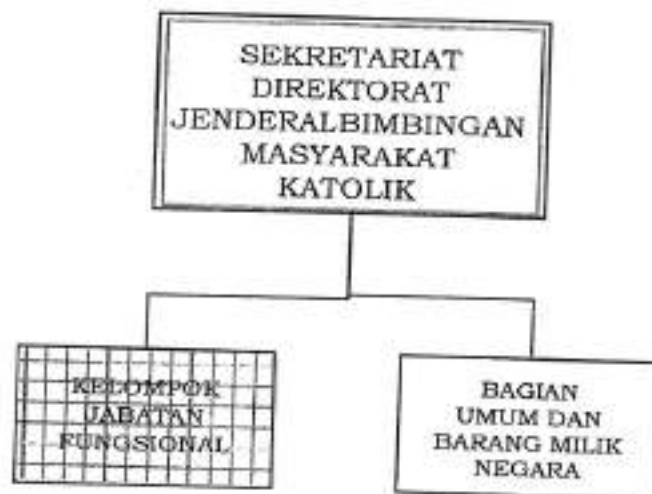 SEKRETARIAT
DIREKTORAT
JENDERALBIMBINGAN
MASYARAKAT
KATOLIK
KELOMPOK
JABATAN
FUNGSIONAL
BAGIAN
UMUM DAN
BARANG MILIK
NEGARA